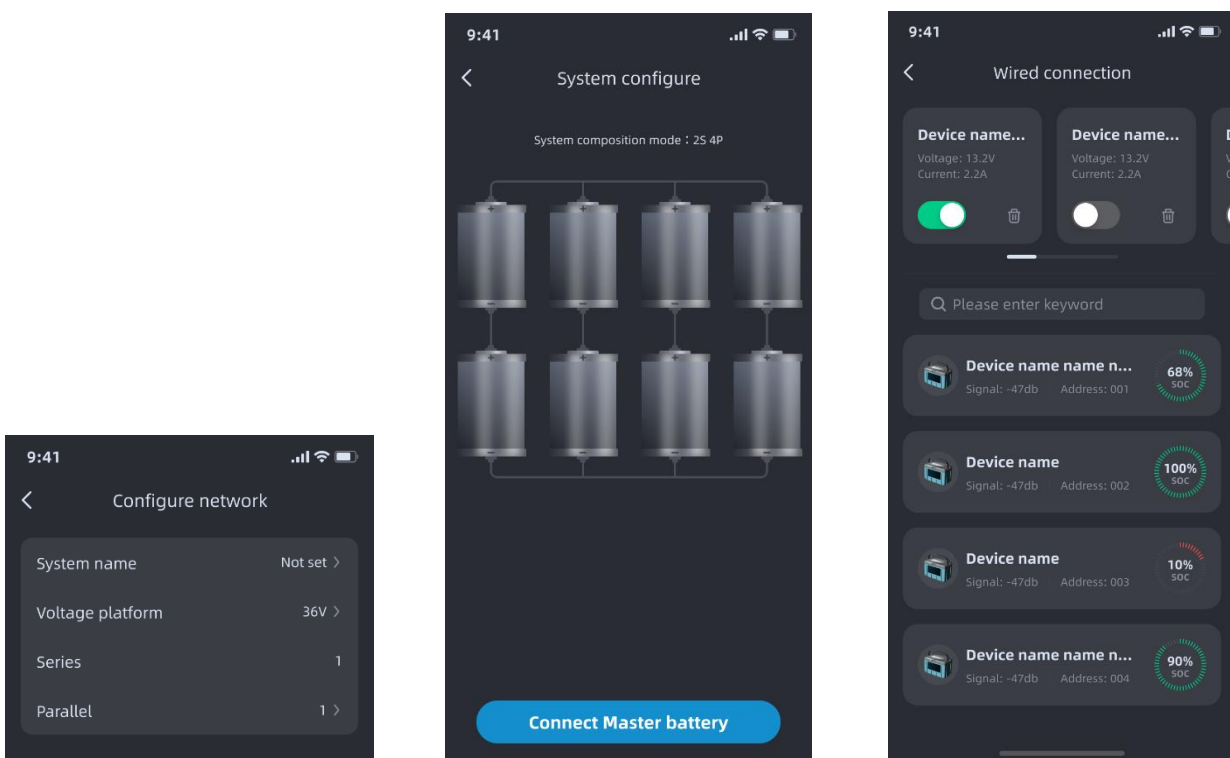 9:41
Configure network
System name Not set
Voltage platform 36V
Series 1
Parallel 1
9:41
System configure
System composition mode：2S 4P
+ + + +
− − − −
+ + + +
− − − −
Connect Master battery
9:41
Wired connection
Device name...
Voltage: 13.2V
Current: 2.2A
Device name...
Voltage: 13.2V
Current: 2.2A
Please enter keyword
Device name name n...
Signal: -47db Address: 001
68%
SOC
Device name
Signal: -47db Address: 002
100%
SOC
Device name
Signal: -47db Address: 003
10%
SOC
Device name name n...
Signal: -47db Address: 004
90%
SOC